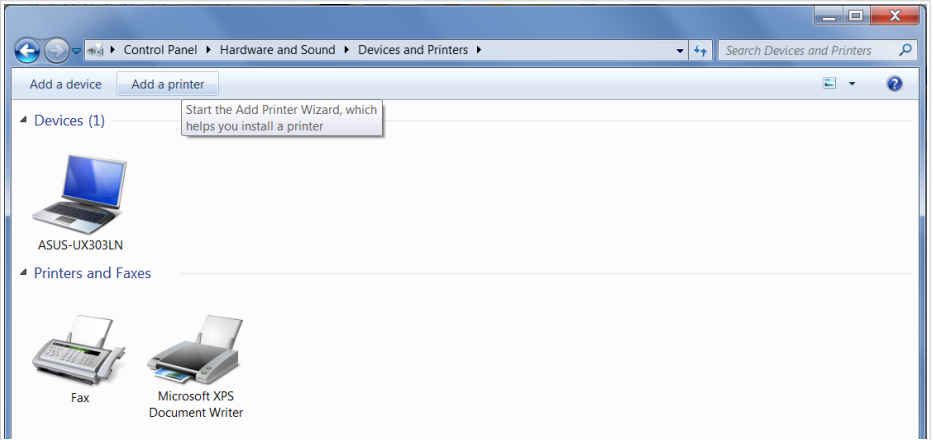 Control Panel Hardware and Sound Devices and Printers Search Devices and Printers
Add a device Add a printer
Start the Add Printer Wizard, which
helps you install a printer
Devices (1)
ASUS-UX303LN
Printers and Faxes
Fax
Microsoft XPS
Document Writer